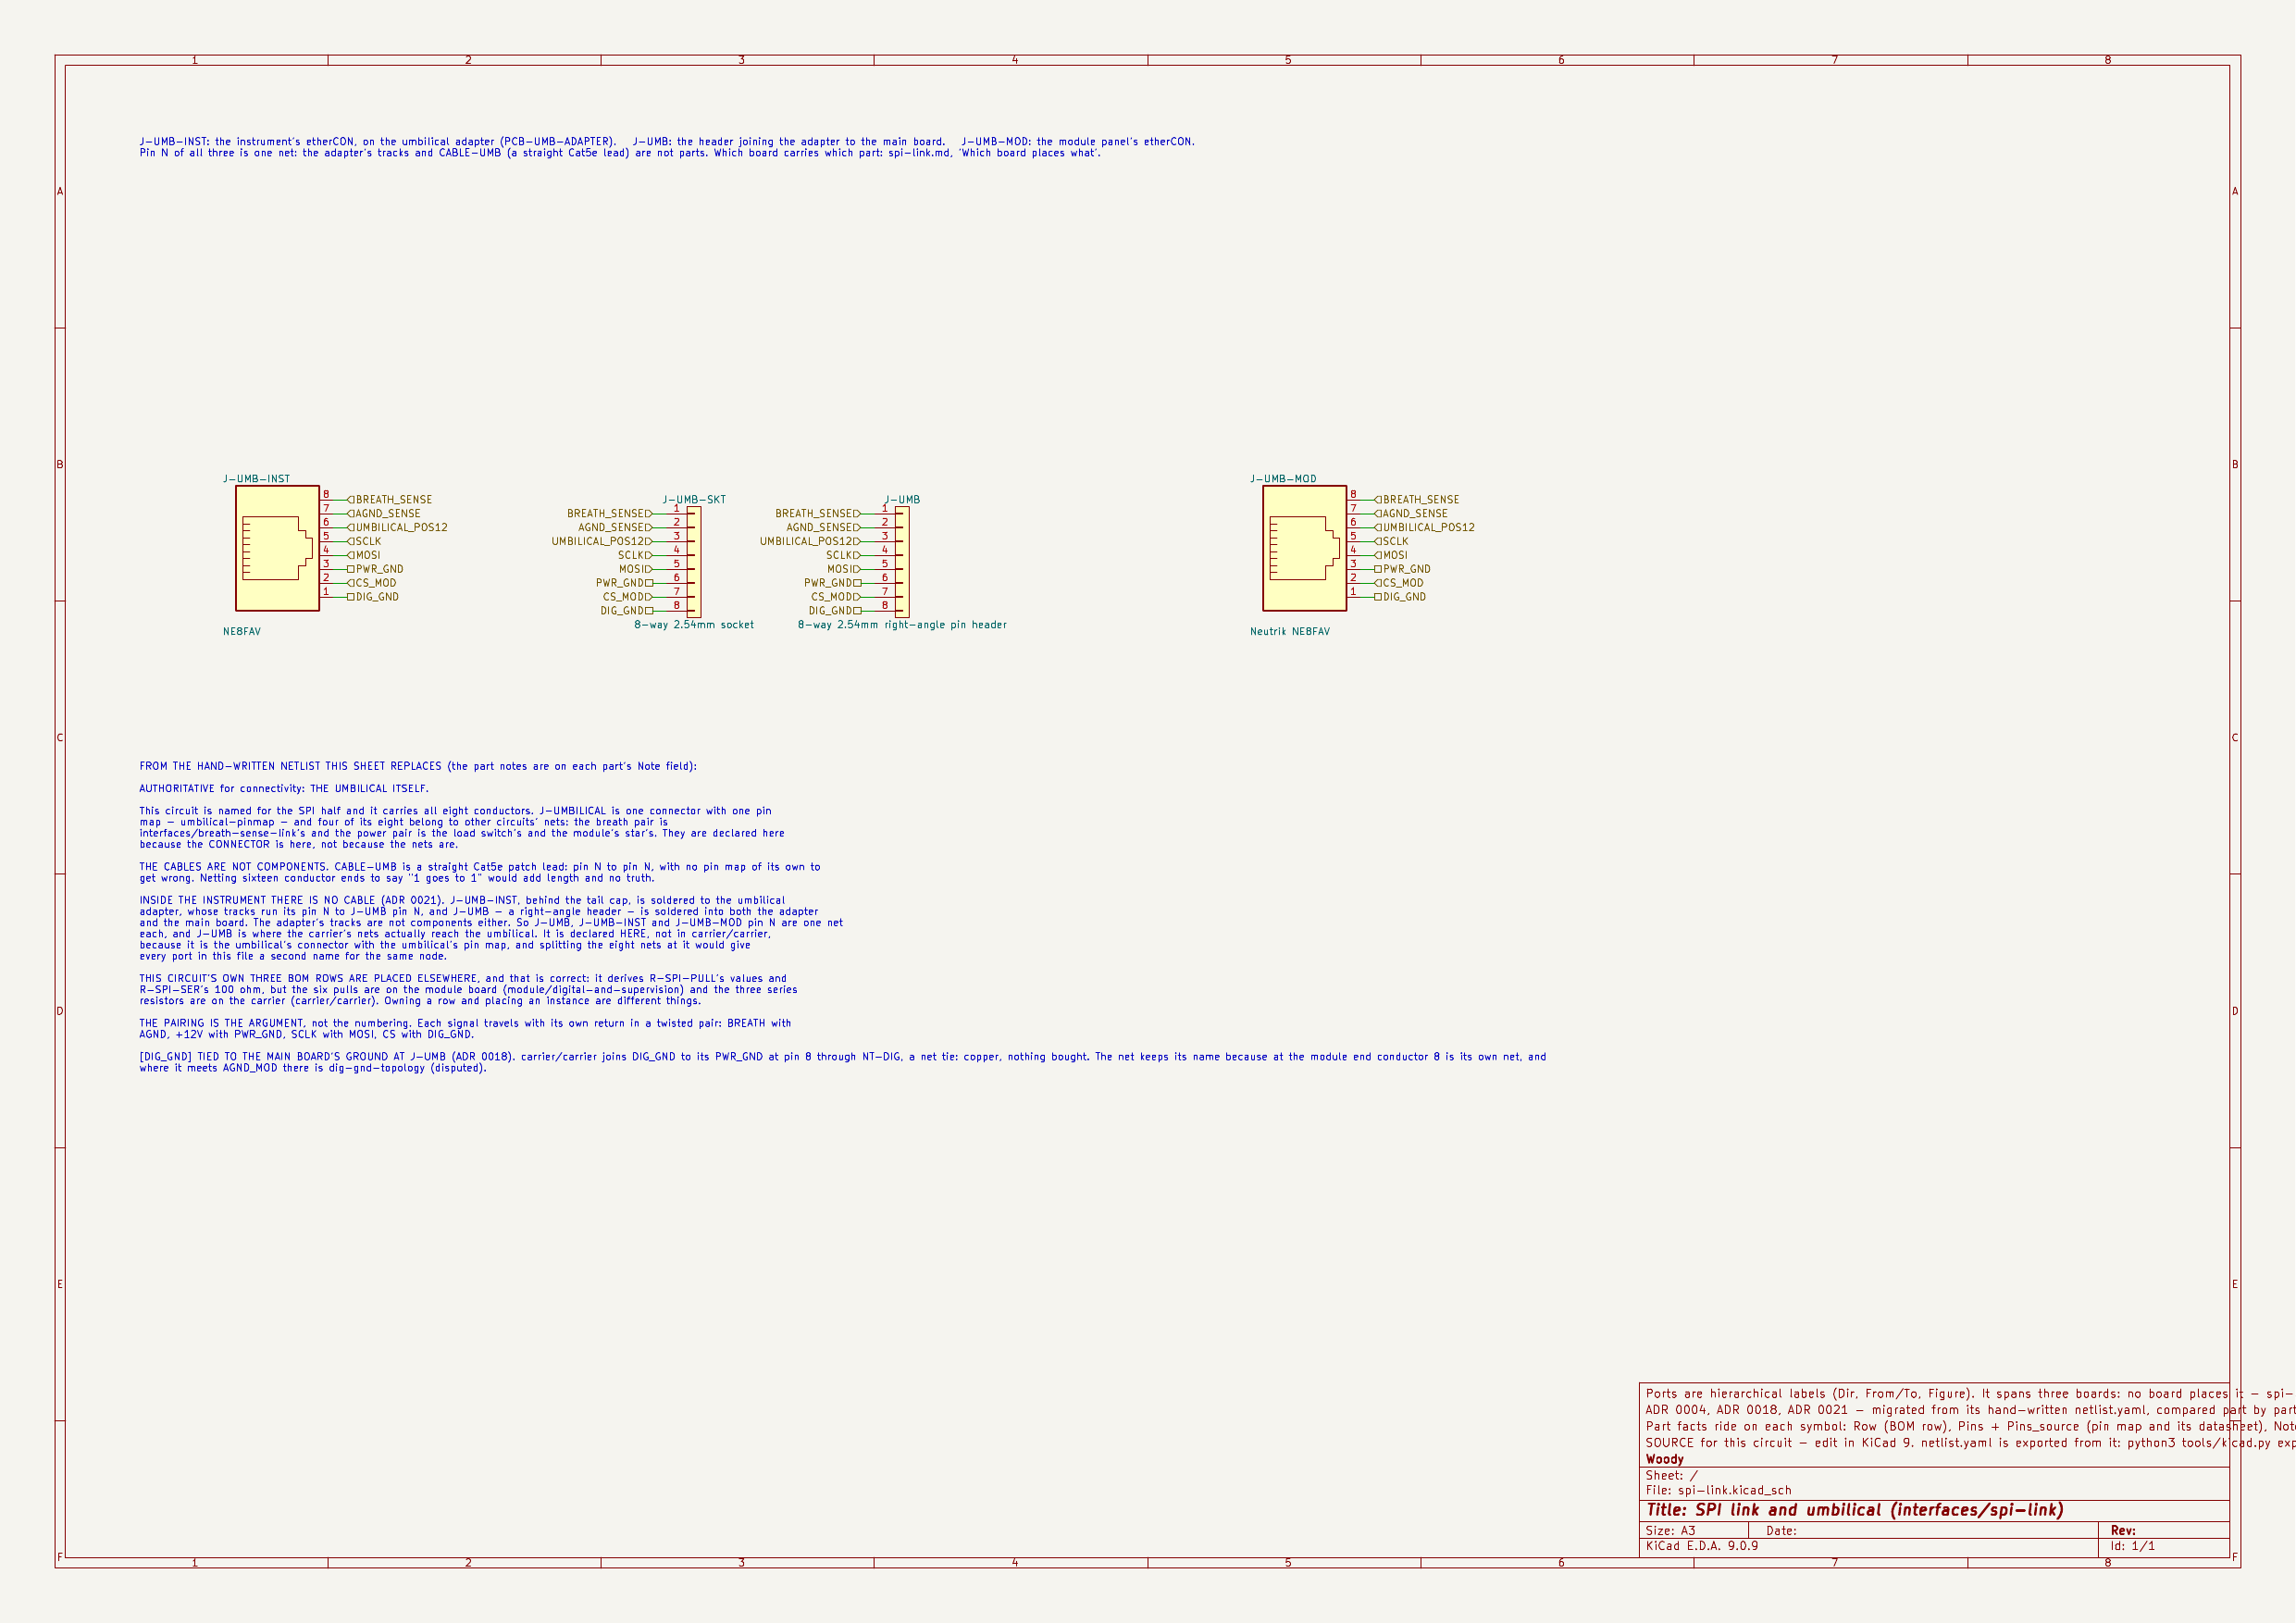 1 2 3 4 5 6 7 8
J-UMB-INST: the instrument's etherCON, on the umbilical adapter (PCB-UMB-ADAPTER). J-UMB: the header joining the adapter to the main board. J-UMB-MOD: the module panel's etherCON.
Pin N of all three is one net: the adapter's tracks and CABLE-UMB (a straight Cat5e lead) are not parts. Which board carries which part: spi-link.md, 'Which board places what'.
A A
B B
J-UMB-INST
8 BREATH_SENSE
7 AGND_SENSE
6 UMBILICAL_POS12
5 SCLK
4 MOSI
3 PWR_GND
2 CS_MOD
1 DIG_GND
NE8FAV
J-UMB-SKT
BREATH_SENSE 1
AGND_SENSE 2
UMBILICAL_POS12 3
SCLK 4
MOSI 5
PWR_GND 6
CS_MOD 7
DIG_GND 8
8-way 2.54mm socket
J-UMB
BREATH_SENSE 1
AGND_SENSE 2
UMBILICAL_POS12 3
SCLK 4
MOSI 5
PWR_GND 6
CS_MOD 7
DIG_GND 8
8-way 2.54mm right-angle pin header
J-UMB-MOD
8 BREATH_SENSE
7 AGND_SENSE
6 UMBILICAL_POS12
5 SCLK
4 MOSI
3 PWR_GND
2 CS_MOD
1 DIG_GND
Neutrik NE8FAV
C C
FROM THE HAND-WRITTEN NETLIST THIS SHEET REPLACES (the part notes are on each part's Note field):
AUTHORITATIVE for connectivity: THE UMBILICAL ITSELF.
This circuit is named for the SPI half and it carries all eight conductors. J-UMBILICAL is one connector with one pin
map - umbilical-pinmap - and four of its eight belong to other circuits' nets: the breath pair is
interfaces/breath-sense-link's and the power pair is the load switch's and the module's star's. They are declared here
because the CONNECTOR is here, not because the nets are.
THE CABLES ARE NOT COMPONENTS. CABLE-UMB is a straight Cat5e patch lead: pin N to pin N, with no pin map of its own to
get wrong. Netting sixteen conductor ends to say "1 goes to 1" would add length and no truth.
INSIDE THE INSTRUMENT THERE IS NO CABLE (ADR 0021). J-UMB-INST, behind the tail cap, is soldered to the umbilical
adapter, whose tracks run its pin N to J-UMB pin N, and J-UMB - a right-angle header - is soldered into both the adapter
and the main board. The adapter's tracks are not components either. So J-UMB, J-UMB-INST and J-UMB-MOD pin N are one net
each, and J-UMB is where the carrier's nets actually reach the umbilical. It is declared HERE, not in carrier/carrier,
because it is the umbilical's connector with the umbilical's pin map, and splitting the eight nets at it would give
every port in this file a second name for the same node.
THIS CIRCUIT'S OWN THREE BOM ROWS ARE PLACED ELSEWHERE, and that is correct: it derives R-SPI-PULL's values and
R-SPI-SER's 100 ohm, but the six pulls are on the module board (module/digital-and-supervision) and the three series
resistors are on the carrier (carrier/carrier). Owning a row and placing an instance are different things.
D D
THE PAIRING IS THE ARGUMENT, not the numbering. Each signal travels with its own return in a twisted pair: BREATH with
AGND, +12V with PWR_GND, SCLK with MOSI, CS with DIG_GND.
[DIG_GND] TIED TO THE MAIN BOARD'S GROUND AT J-UMB (ADR 0018). carrier/carrier joins DIG_GND to its PWR_GND at pin 8 through NT-DIG, a net tie: copper, nothing bought. The net keeps its name because at the module end conductor 8 is its own net, and
where it meets AGND_MOD there is dig-gnd-topology (disputed).
E E
Ports are hierarchical labels (Dir, From/To, Figure). It spans three boards: no board places it - spi-
ADR 0004, ADR 0018, ADR 0021 - migrated from its hand-written netlist.yaml, compared part by part
Part facts ride on each symbol: Row (BOM row), Pins + Pins_source (pin map and its datasheet), Not
SOURCE for this circuit - edit in KiCad 9. netlist.yaml is exported from it: python3 tools/kicad.py exp
Woody
Sheet: /
File: spi-link.kicad_sch
Title: SPI link and umbilical (interfaces/spi-link)
Size: A3 Date: Rev:
KiCad E.D.A. 9.0.9 Id: 1/1
F F
1 2 3 4 5 6 7 8